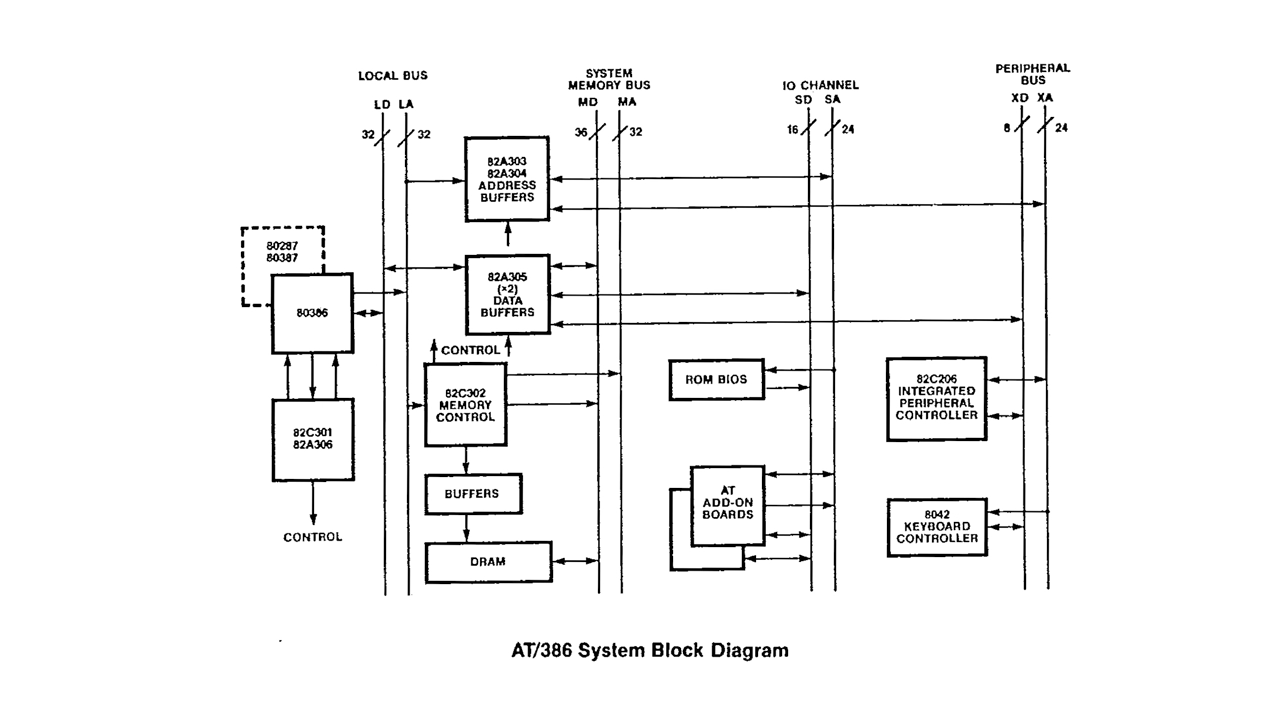 LOCAL BUS
LD LA
32 32
SYSTEM
MEMORY BUS
MD MA
36 32
IO CHANNEL
SD SA
16 24
PERIPHERAL
BUS
XD XA
8 24
82A303
82A304
ADDRESS
BUFFERS
80287
80387
80386
82A305
(×2)
DATA
BUFFERS
CONTROL
82C302
MEMORY
CONTROL
82C301
82A306
CONTROL
BUFFERS
DRAM
ROM BIOS
AT
ADD-ON
BOARDS
82C206
INTEGRATED
PERIPHERAL
CONTROLLER
8042
KEYBOARD
CONTROLLER
AT/386 System Block Diagram